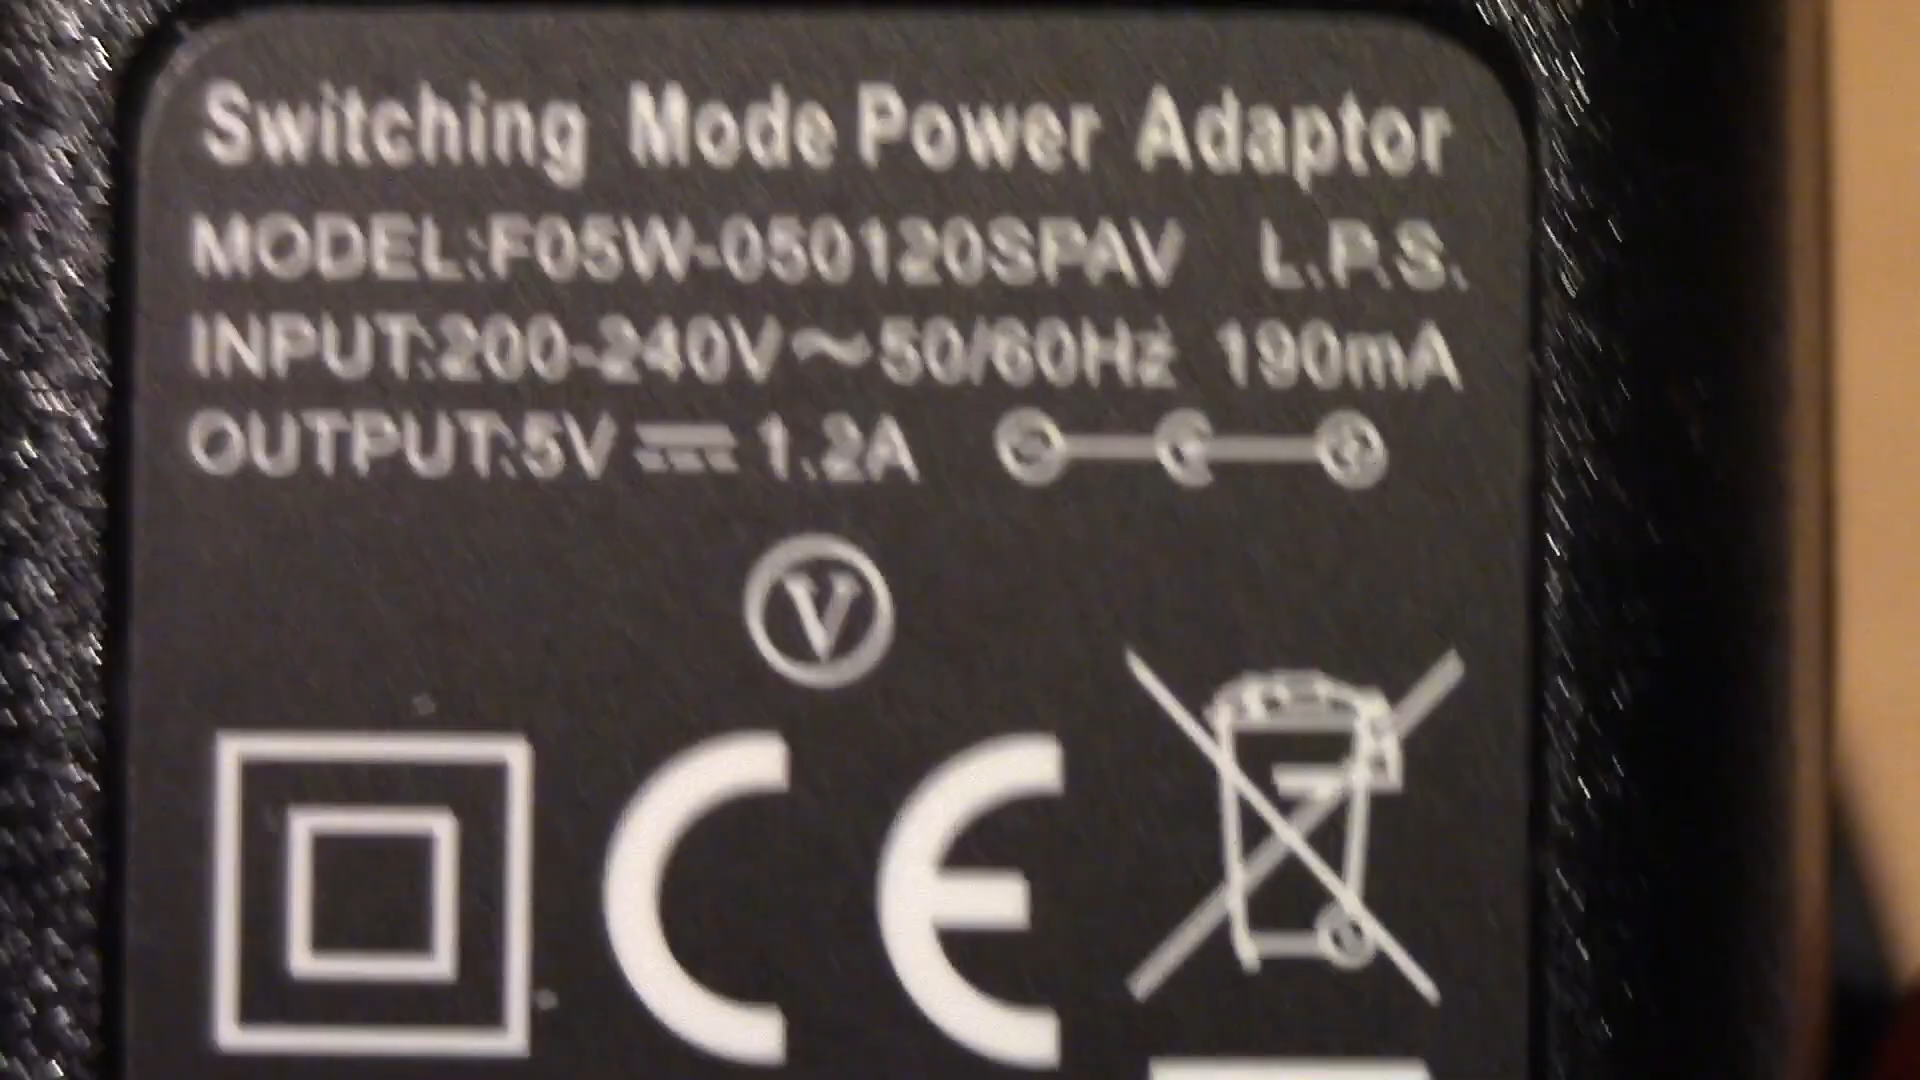 Switching Mode Power Adaptor
MODEL:F05W-050120SPAV L.P.S.
INPUT:200-240V~50/60Hz 190mA
OUTPUT:5V⎓1.2A
V
CE